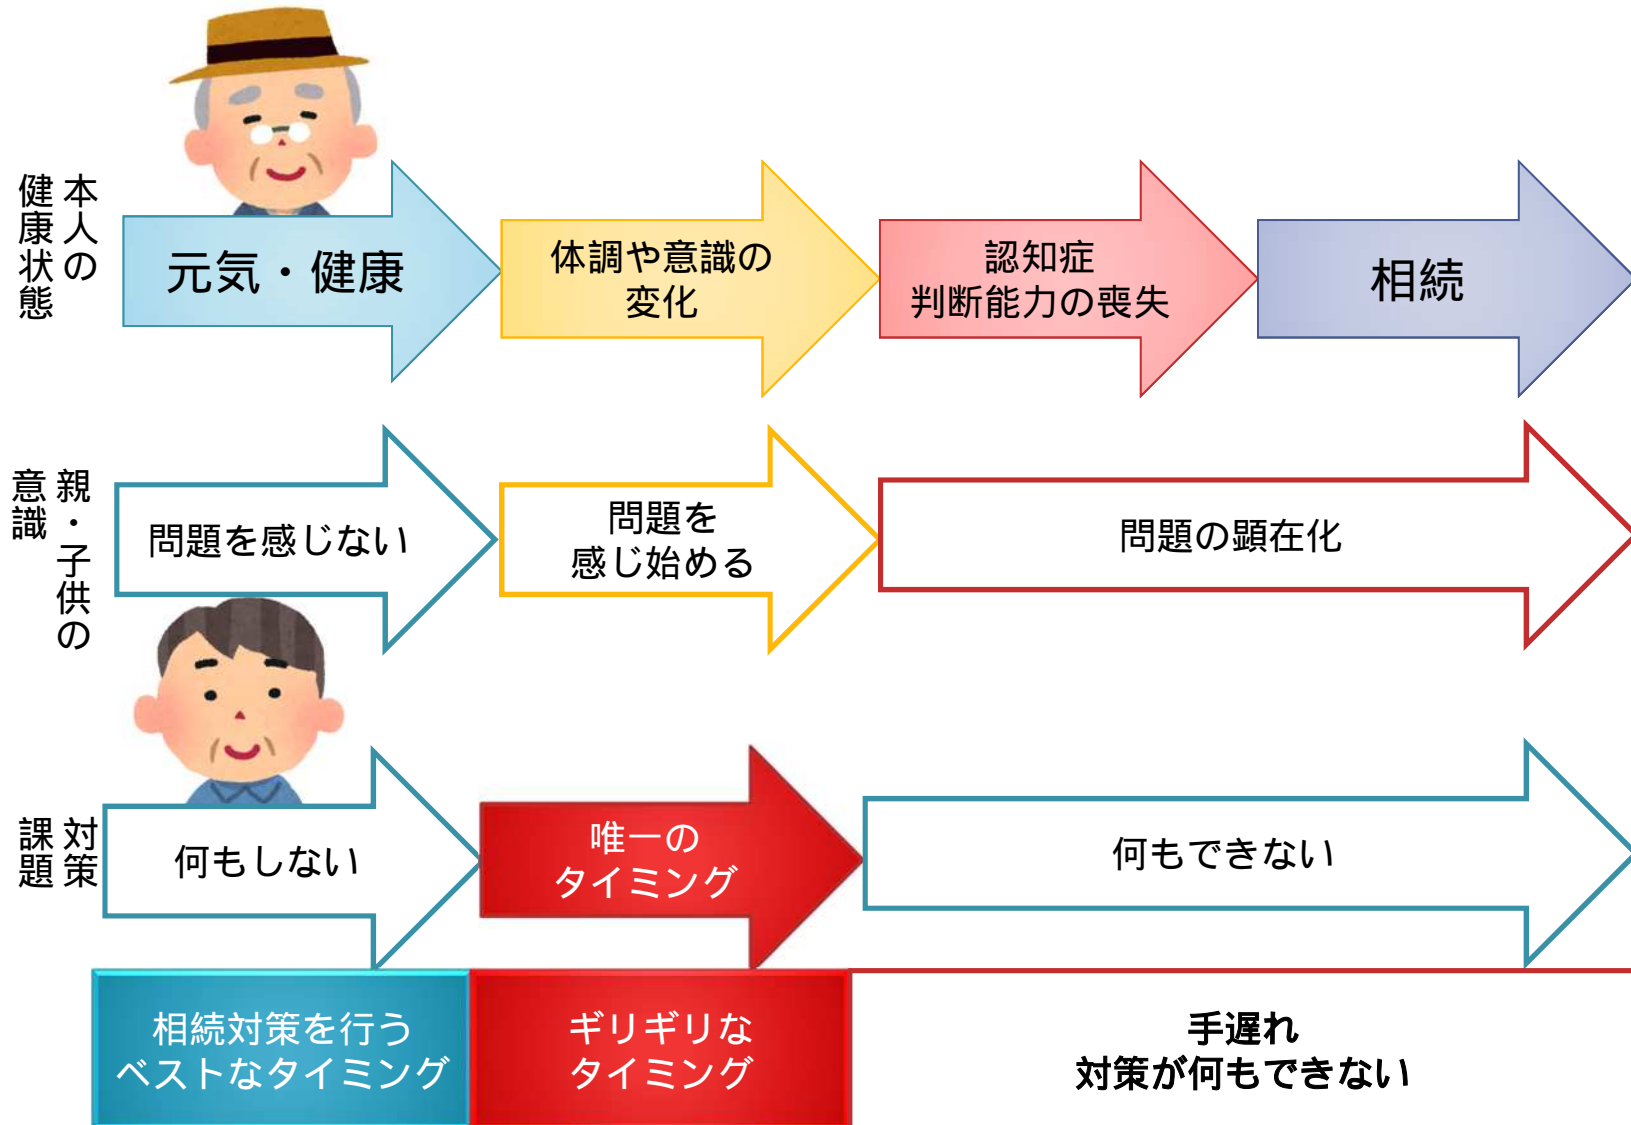 本人の
健康状態
元気・健康
体調や意識の
変化
認知症
判断能力の喪失
相続
親・子供の
意識
問題を感じない
問題を
感じ始める
問題の顕在化
対策
課題
何もしない
唯一の
タイミング
何もできない
相続対策を行う
ベストなタイミング
ギリギリな
タイミング
手遅れ
対策が何もできない